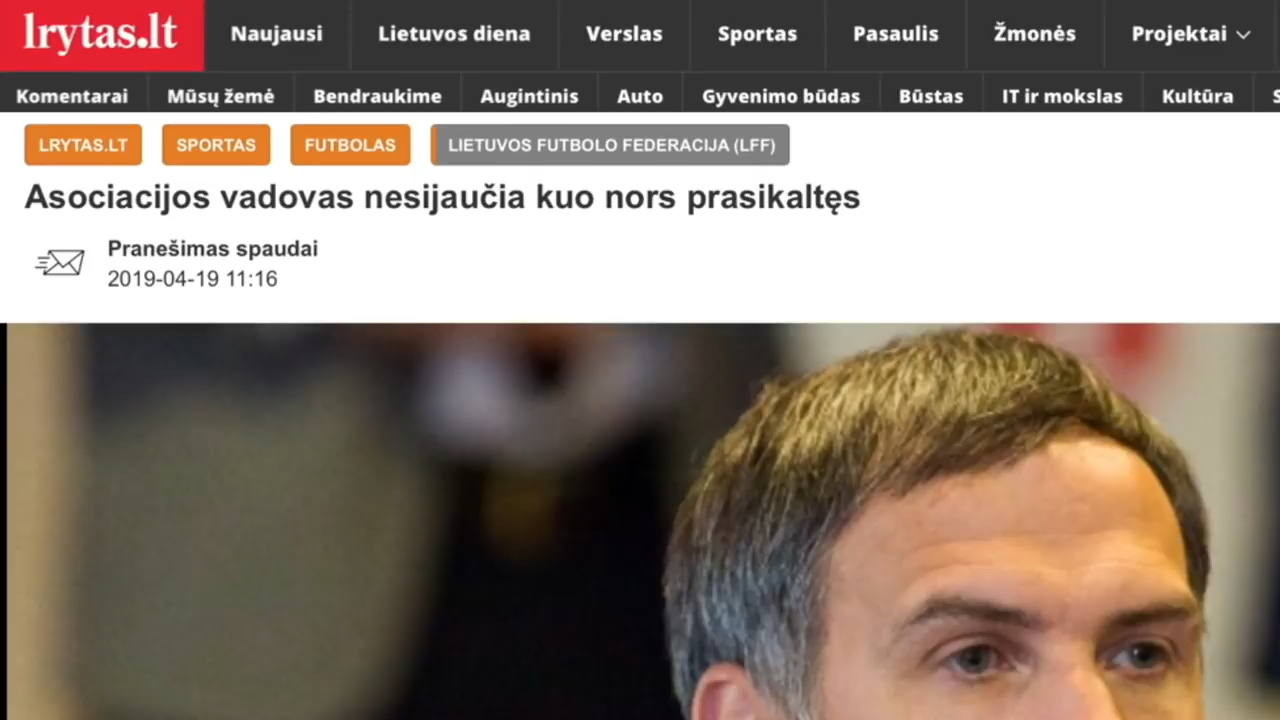 lrytas.lt Naujausi Lietuvos diena Verslas Sportas Pasaulis Žmonės Projektai
Komentarai Mūsų žemė Bendraukime Augintinis Auto Gyvenimo būdas Būstas IT ir mokslas Kultūra
LRYTAS.LT SPORTAS FUTBOLAS LIETUVOS FUTBOLO FEDERACIJA (LFF)
Asociacijos vadovas nesijaučia kuo nors prasikaltęs
Pranešimas spaudai
2019-04-19 11:16